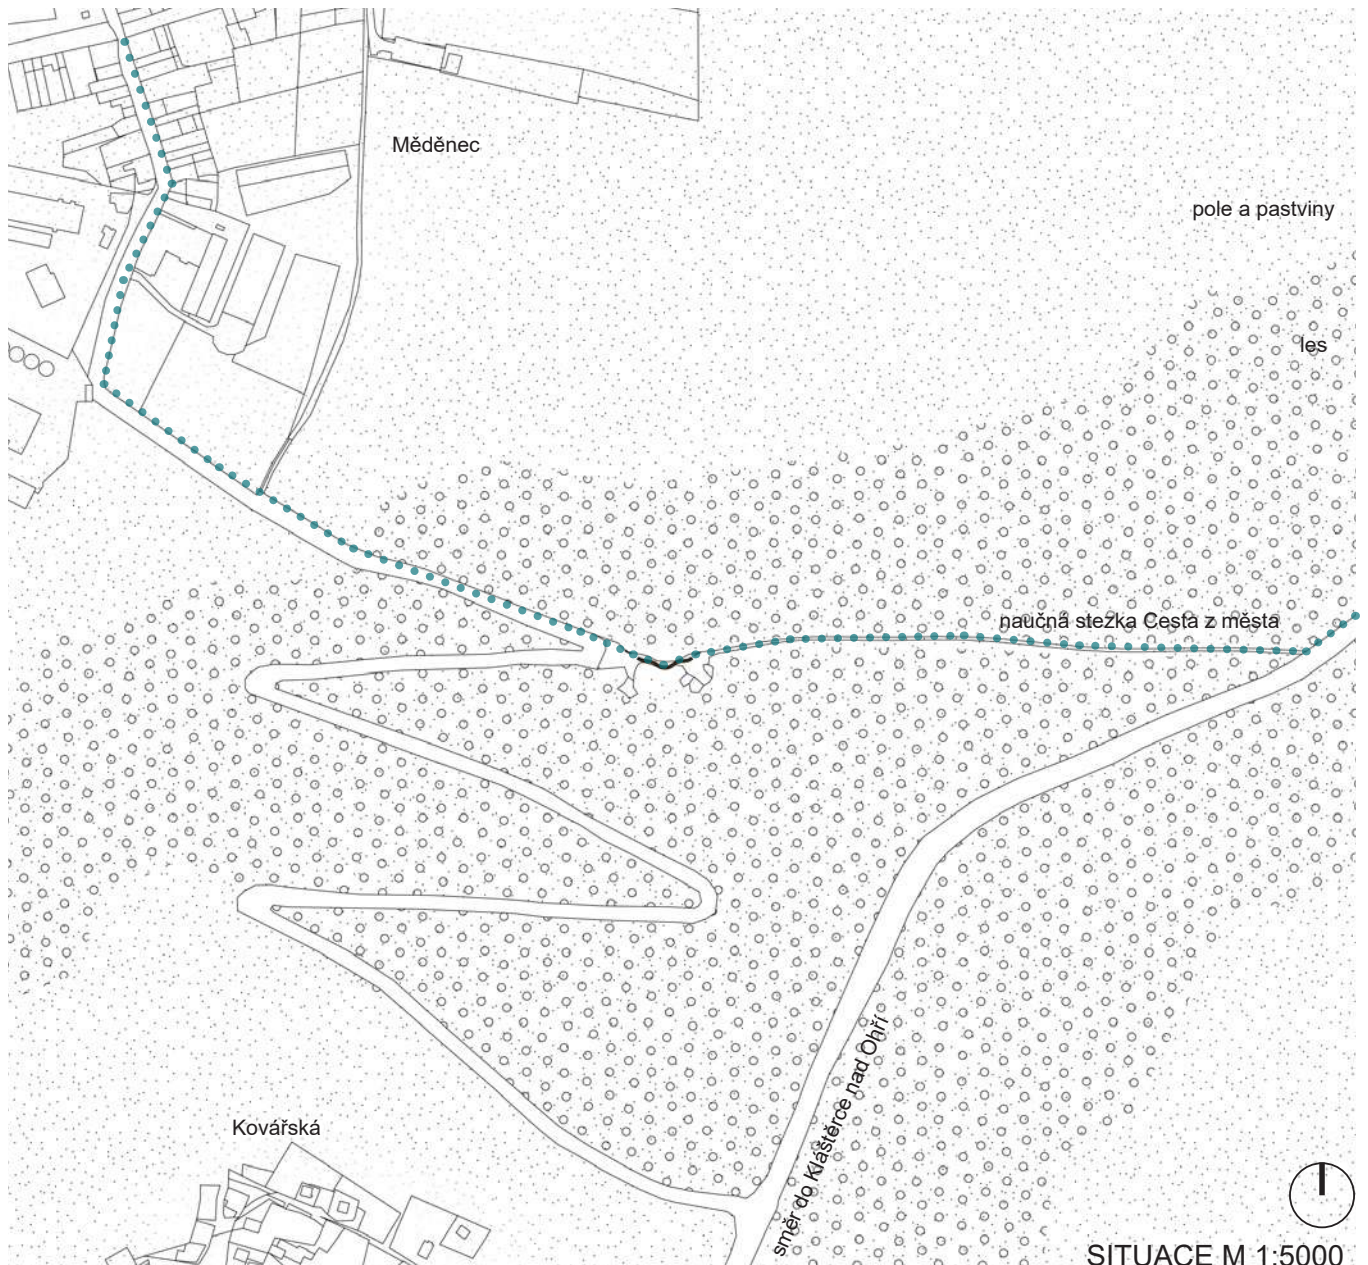 Měděnec
pole a pastviny
les
naučná stezka Cesta z města
směr do Klášterce nad Ohří
Kovářská
SITUACE M 1:5000